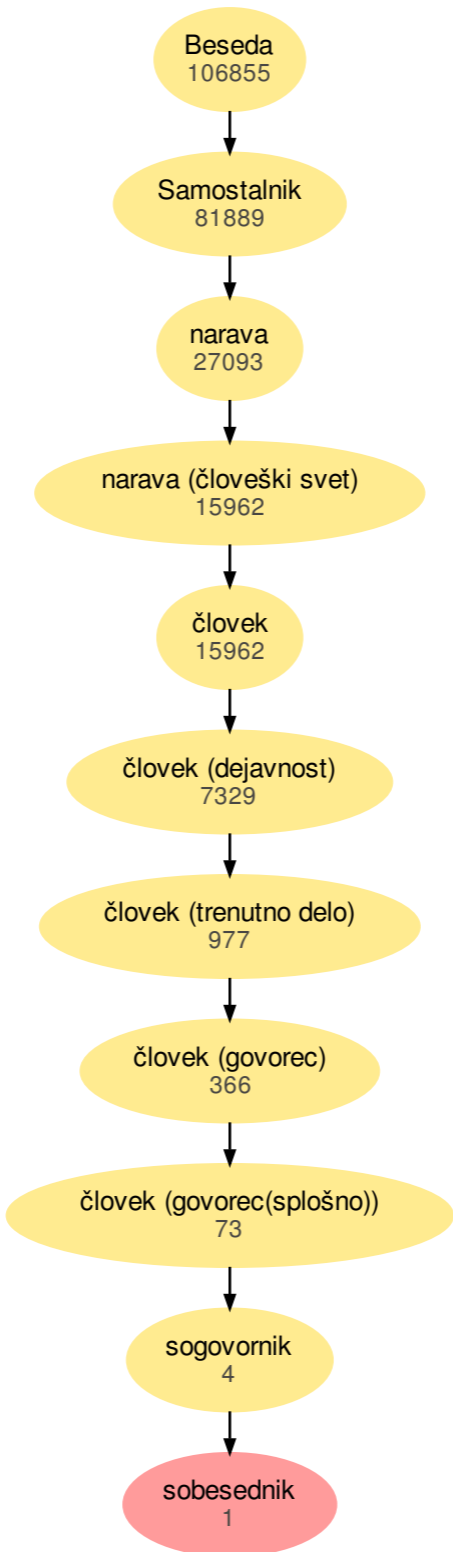 Beseda
106855
Samostalnik
81889
narava
27093
narava (človeški svet)
15962
človek
15962
človek (dejavnost)
7329
človek (trenutno delo)
977
človek (govorec)
366
človek (govorec(splošno))
73
sogovornik
4
sobesednik
1